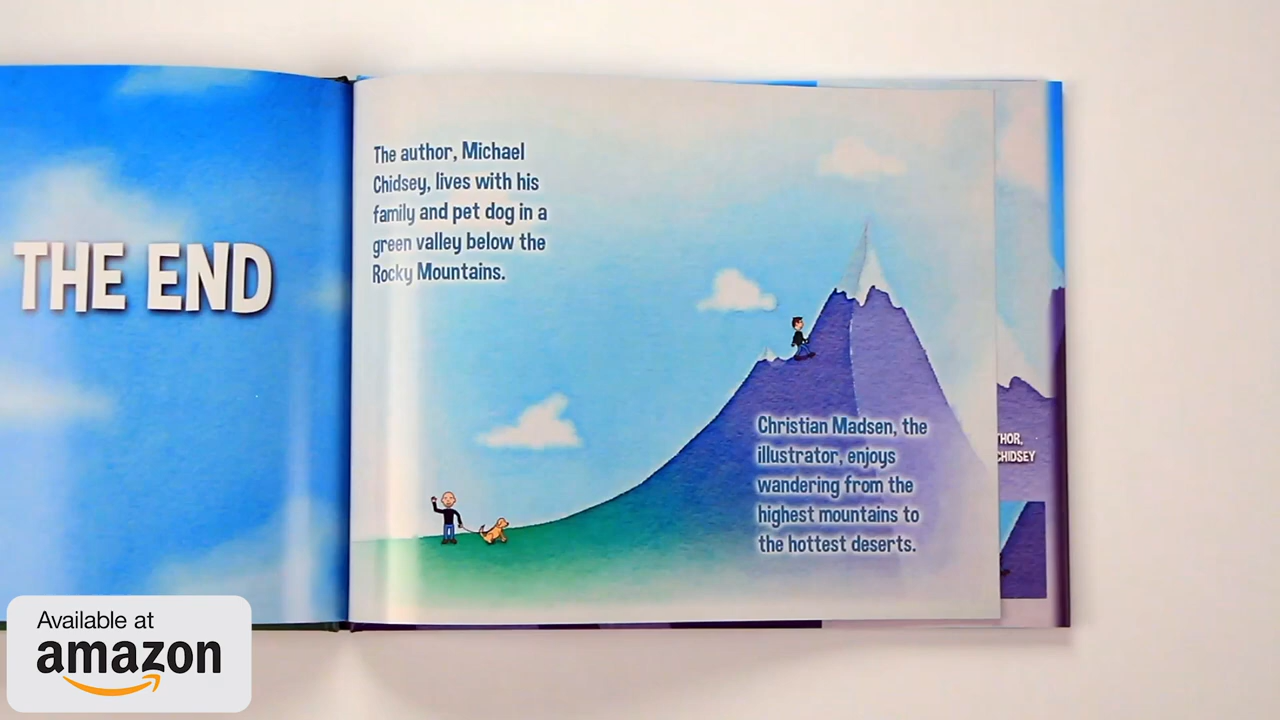 THE END
The author, Michael
Chidsey, lives with his
family and pet dog in a
green valley below the
Rocky Mountains.
Christian Madsen, the
illustrator, enjoys
wandering from the
highest mountains to
the hottest deserts.
CHIDSEY
Available at
amazon